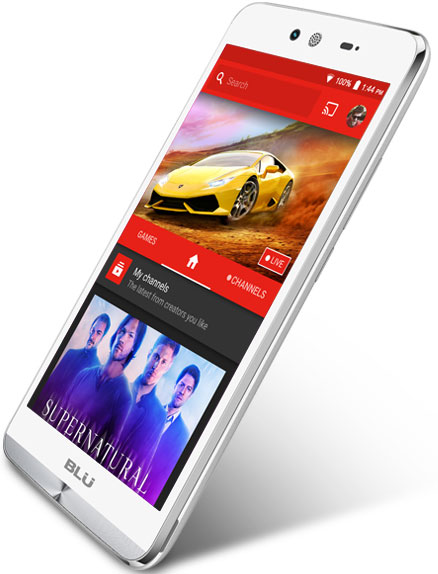 100% 1:44 PM
Search
GAMES
LIVE
CHANNELS
My channels
The latest from creators you like
SUPERNATURAL
BLU